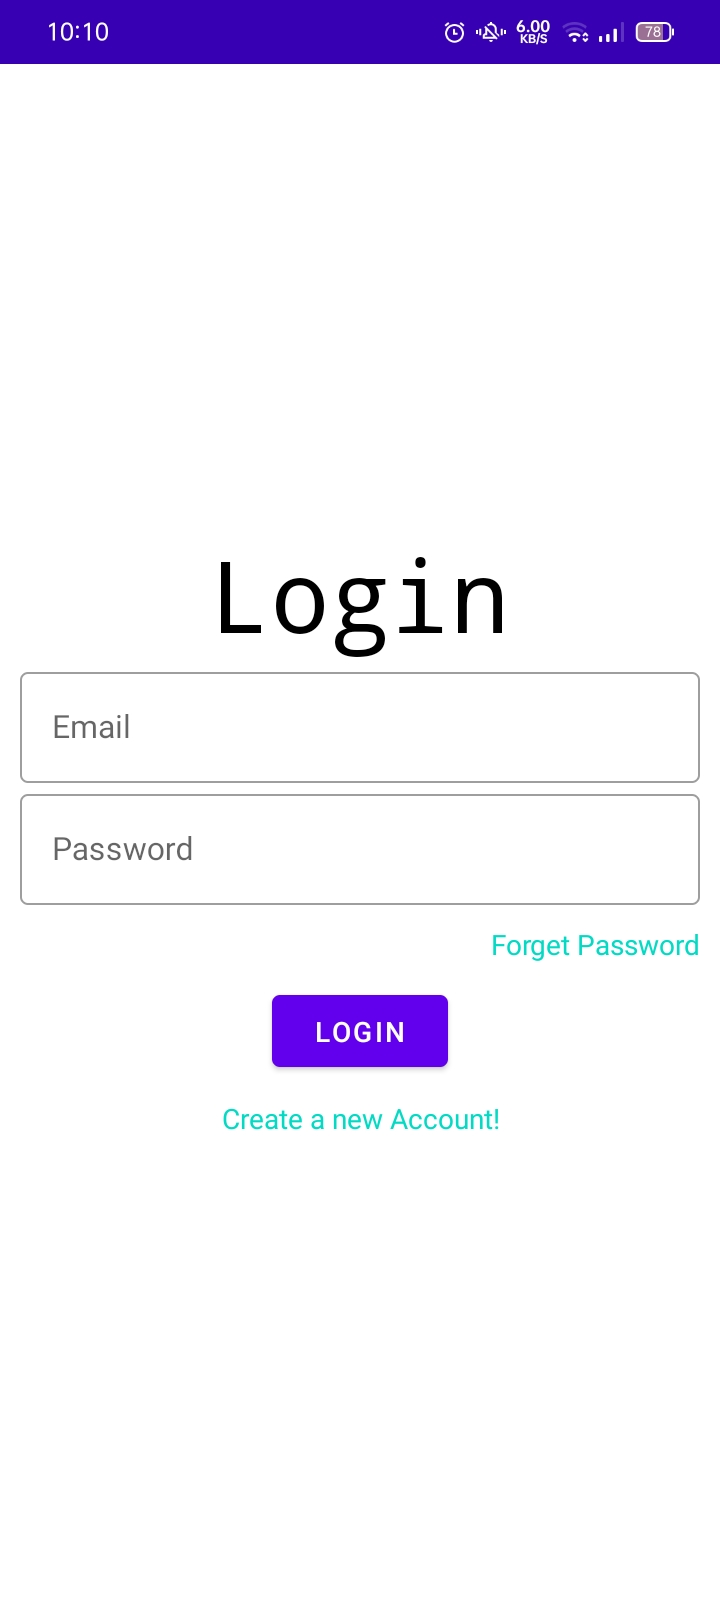 10:10 6.00 KB/S 78
Login
Email
Password
Forget Password
LOGIN
Create a new Account!